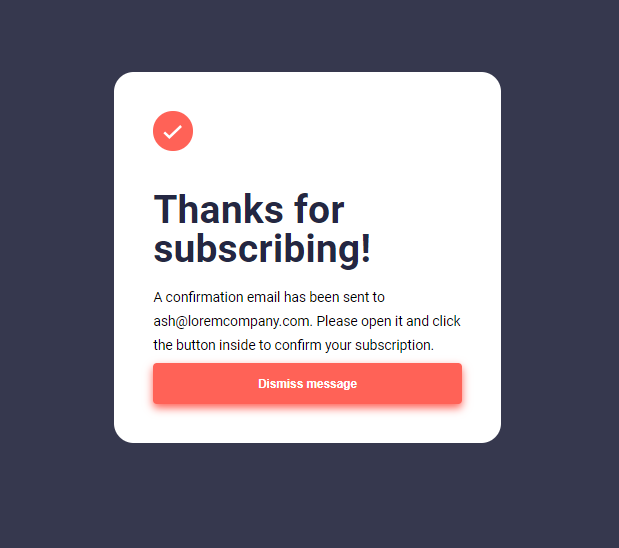 Thanks for
subscribing!
A confirmation email has been sent to
ash@loremcompany.com. Please open it and click
the button inside to confirm your subscription.
Dismiss message